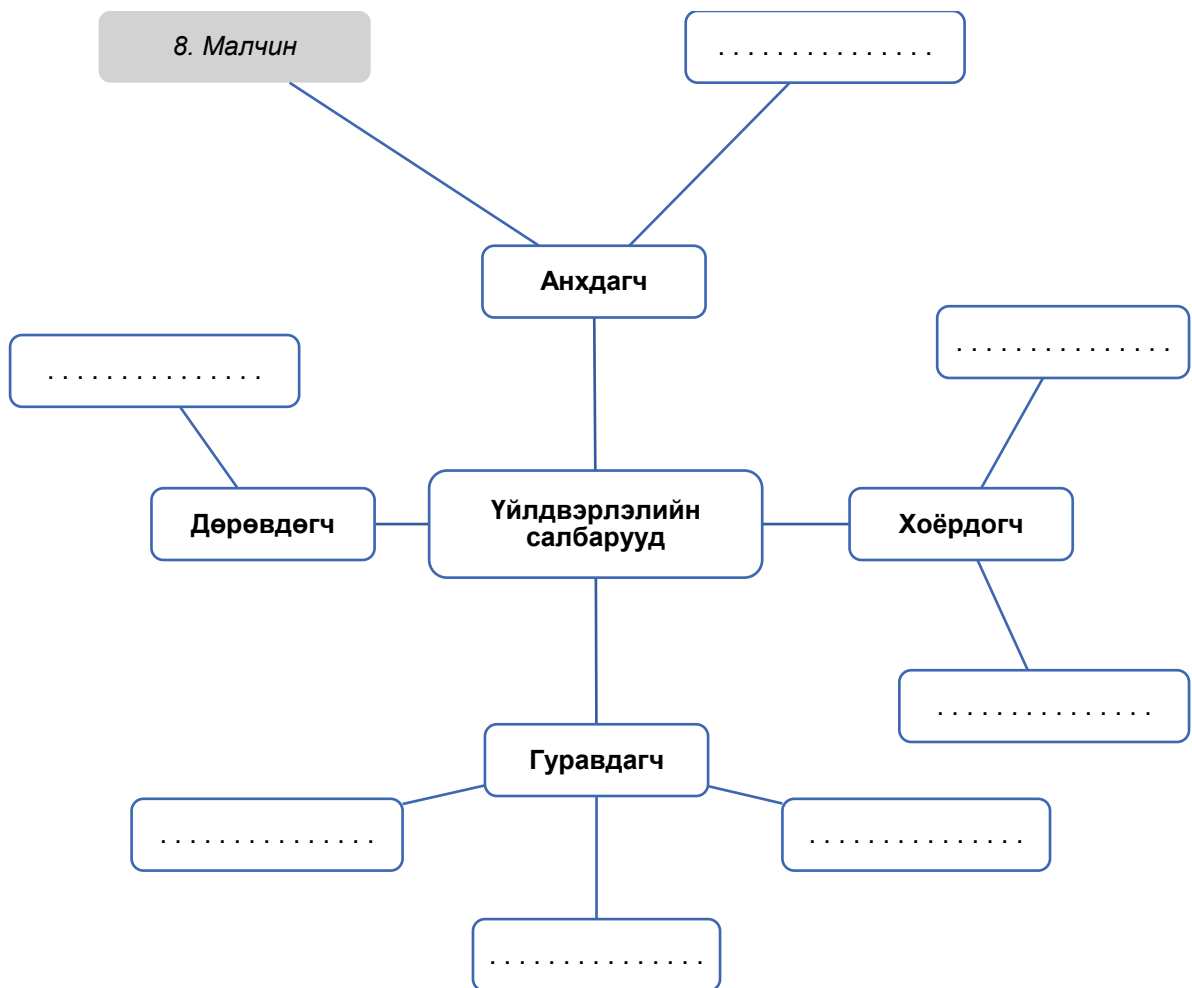 8. Малчин
. . . . . . . . . . . . . . .
Анхдагч
. . . . . . . . . . . . . . .
. . . . . . . . . . . . . . .
Дөрөвдөгч
Үйлдвэрлэлийн
салбарууд
Хоёрдогч
. . . . . . . . . . . . . . .
Гуравдагч
. . . . . . . . . . . . . . .
. . . . . . . . . . . . . . .
. . . . . . . . . . . . . . .